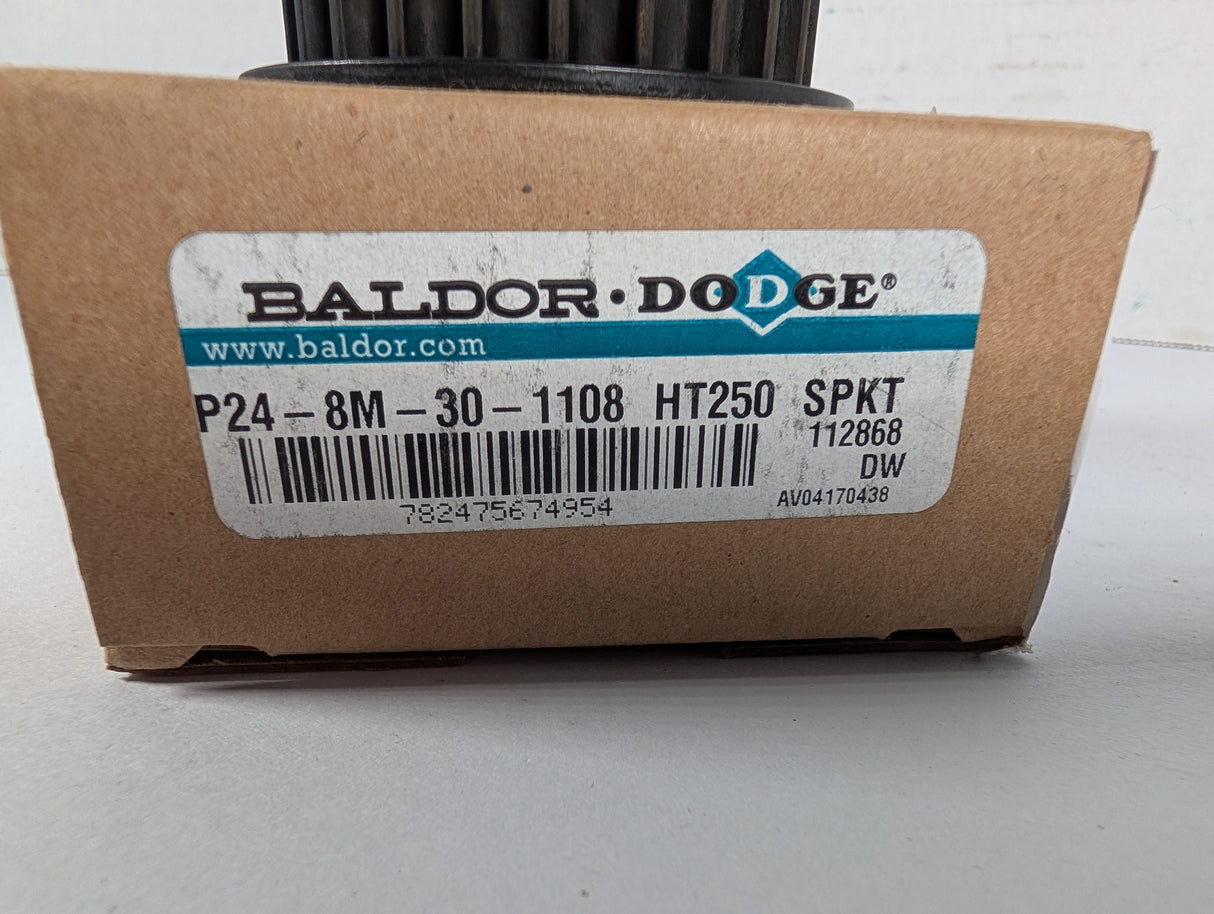 BALDOR • DODGE®
www.baldor.com
P24-8M-30-1108 HT250 SPKT
112868
DW
782475674954
AV04170438